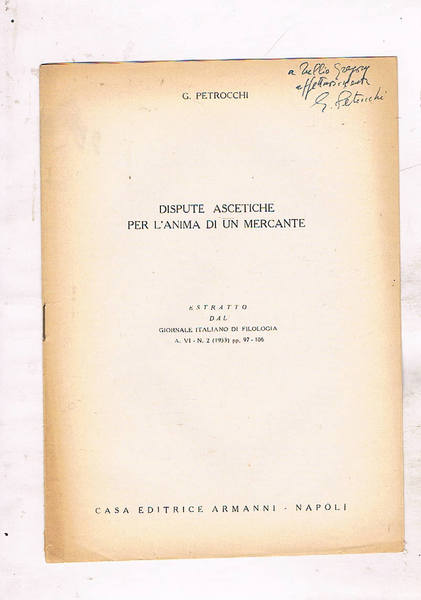 a Tullio Gregory
affettuosamente
G. Petrocchi
G. PETROCCHI
DISPUTE ASCETICHE
PER L'ANIMA DI UN MERCANTE
ESTRATTO
DAL
GIORNALE ITALIANO DI FILOLOGIA
A. VI - N. 2 (1953) pp. 97 - 106
CASA EDITRICE ARMANNI - NAPOLI